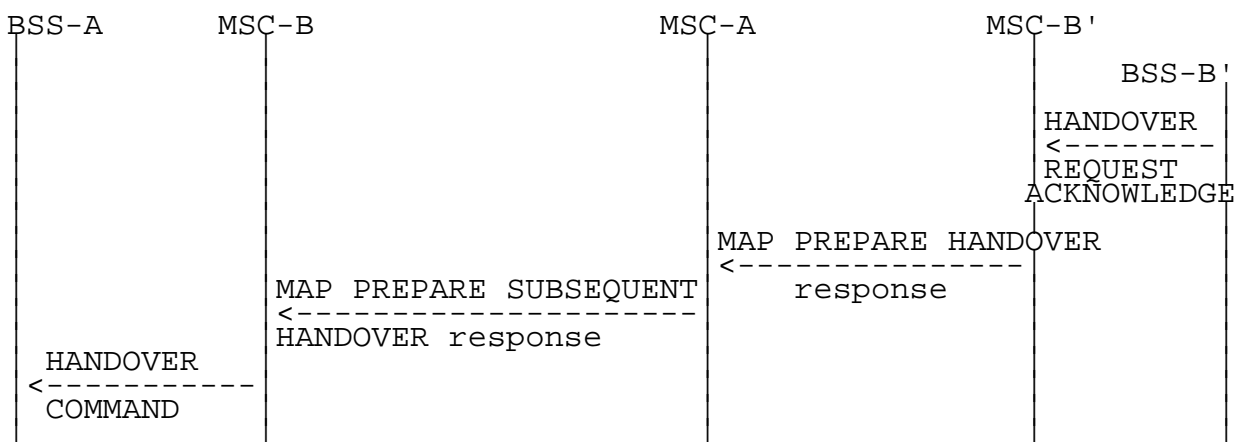 BSS-A MSC-B MSC-A MSC-B'
BSS-B'
HANDOVER
REQUEST
ACKNOWLEDGE
MAP PREPARE HANDOVER
response
MAP PREPARE SUBSEQUENT
HANDOVER response
HANDOVER
COMMAND